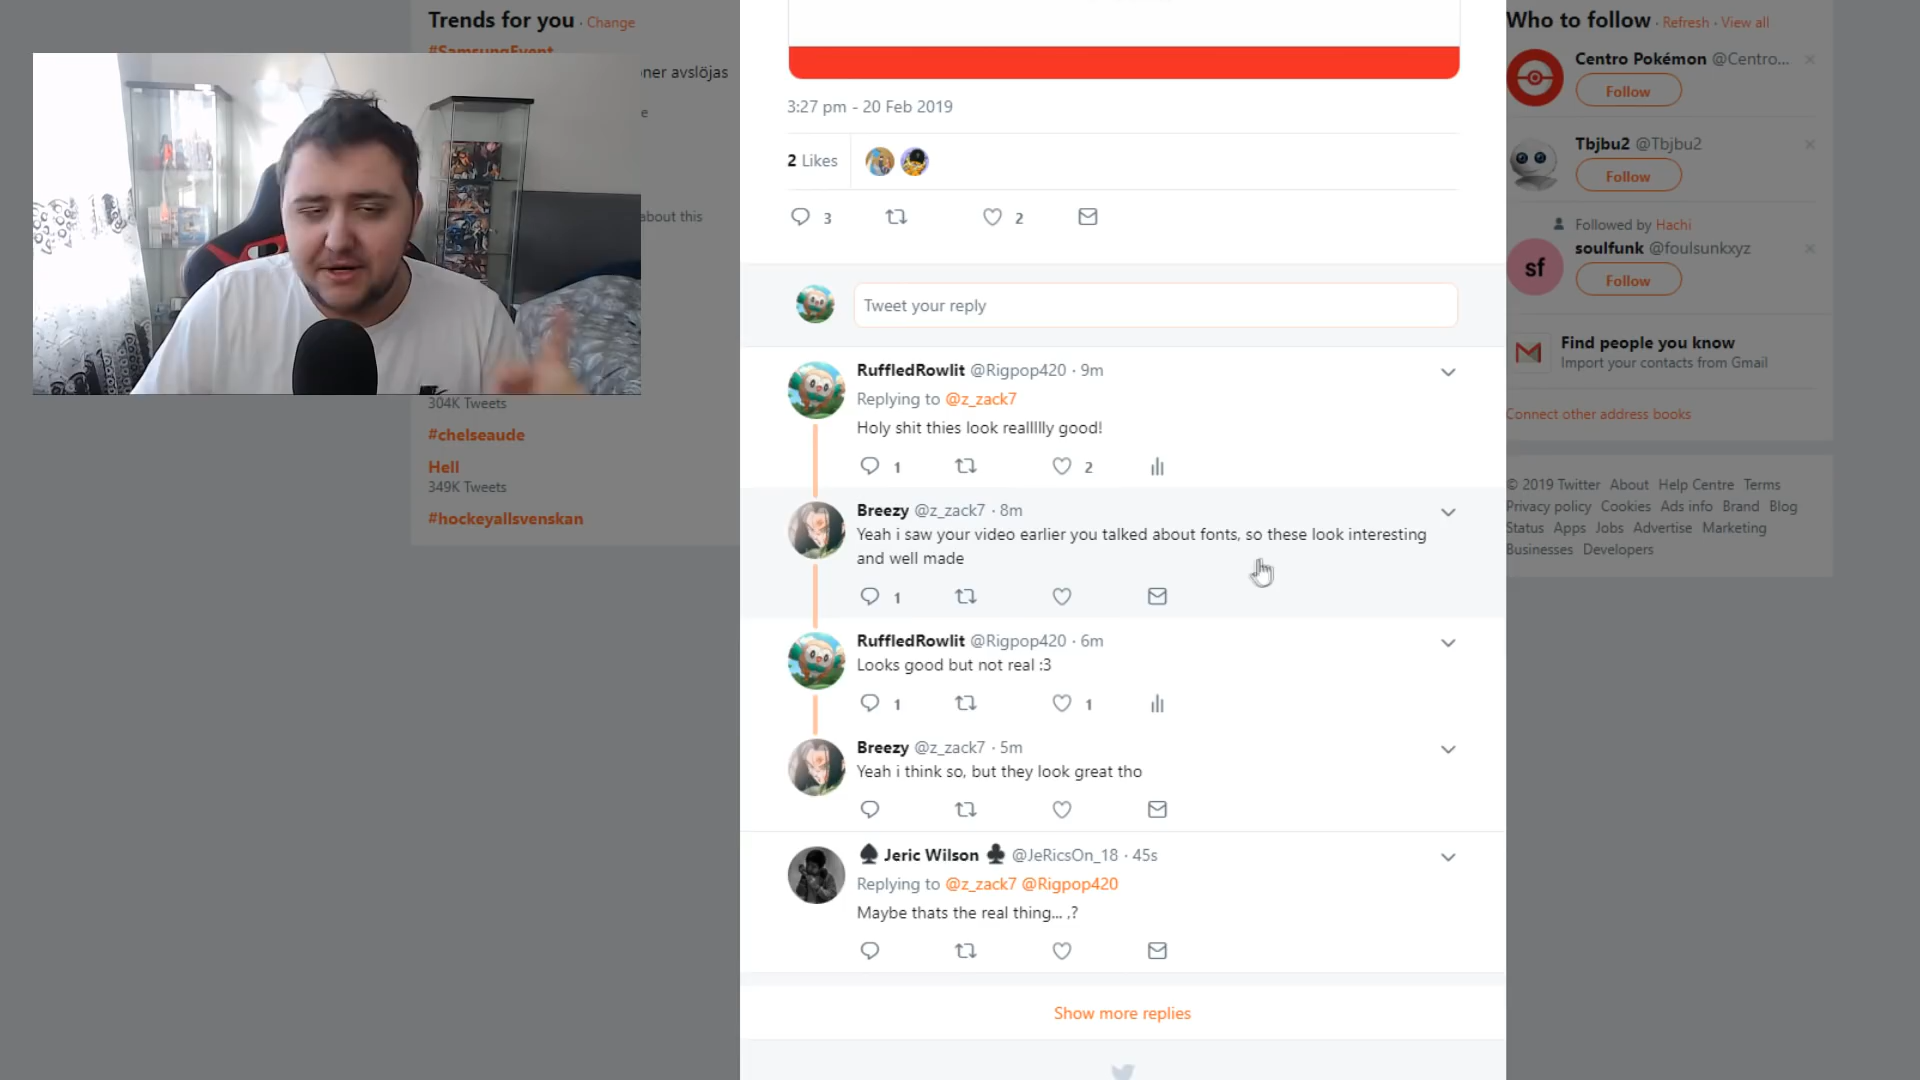 Trends for you · Change
#SamsungEvent
ner avslöjas
e
about this
304K Tweets
#chelseaude
Hell
349K Tweets
#hockeyallsvenskan
3:27 pm - 20 Feb 2019
2 Likes
3
2
Tweet your reply
RuffledRowlit @Rigpop420 · 9m
Replying to @z_zack7
Holy shit thies look reallllly good!
1
2
Breezy @z_zack7 · 8m
Yeah i saw your video earlier you talked about fonts, so these look interesting
and well made
1
RuffledRowlit @Rigpop420 · 6m
Looks good but not real :3
1
1
Breezy @z_zack7 · 5m
Yeah i think so, but they look great tho
♠ Jeric Wilson ♣ @JeRicsOn_18 · 45s
Replying to @z_zack7 @Rigpop420
Maybe thats the real thing... ,?
Show more replies
Who to follow · Refresh · View all
Centro Pokémon @Centro...
Follow
Tbjbu2 @Tbjbu2
Follow
Followed by Hachi
sf
soulfunk @foulsunkxyz
Follow
Find people you know
Import your contacts from Gmail
Connect other address books
© 2019 Twitter About Help Centre Terms
Privacy policy Cookies Ads info Brand Blog
Status Apps Jobs Advertise Marketing
Businesses Developers